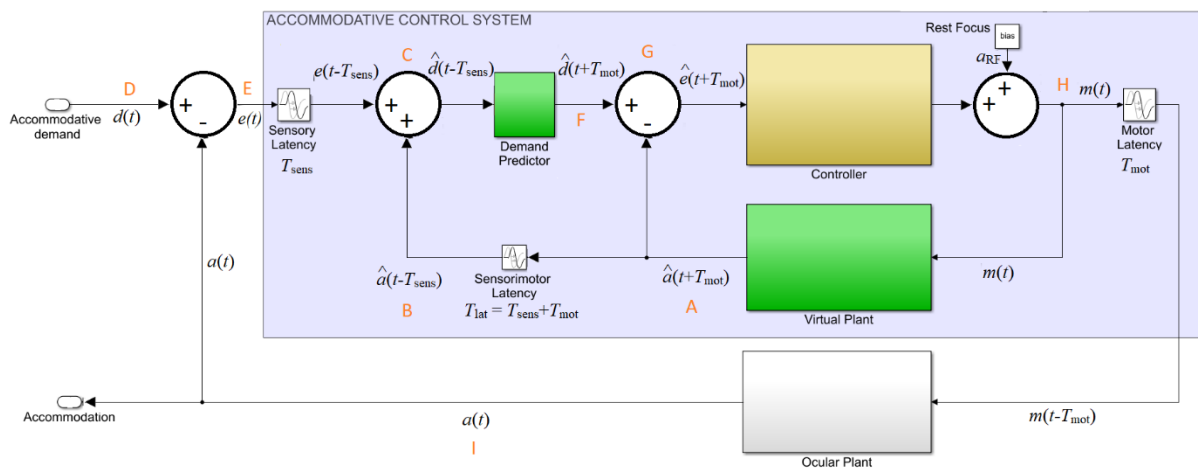 ACCOMMODATIVE CONTROL SYSTEM
Rest Focus
bias
a_RF
D
E
C
G
H
e(t-T_sens)
d̂(t-T_sens)
d̂(t+T_mot)
ê(t+T_mot)
m(t)
+
-
+
+
+
-
+
+
Accommodative
demand
d(t)
e(t)
Sensory
Latency
T_sens
Demand
Predictor
F
Controller
Motor
Latency
T_mot
a(t)
â(t-T_sens)
B
Sensorimotor
Latency
T_lat = T_sens+T_mot
â(t+T_mot)
A
Virtual Plant
m(t)
Accommodation
a(t)
I
Ocular Plant
m(t-T_mot)